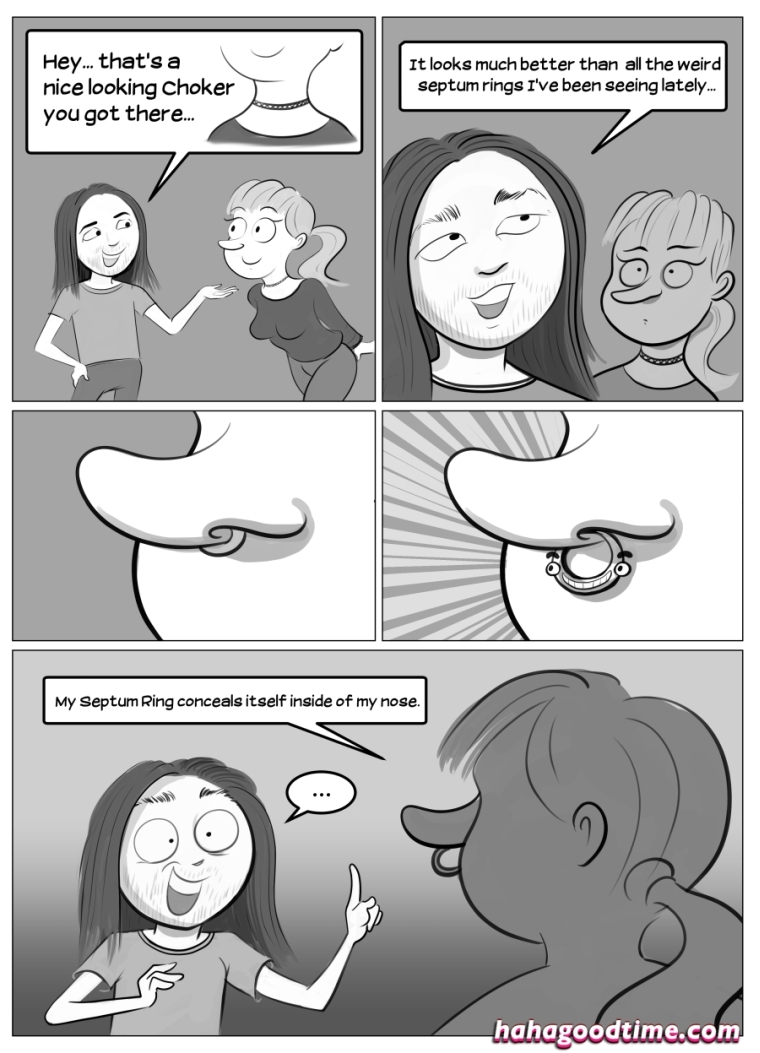 Hey... that's a
nice looking Choker
you got there...
It looks much better than all the weird
septum rings I've been seeing lately...
My Septum Ring conceals itself inside of my nose.
...
hahagoodtime.com